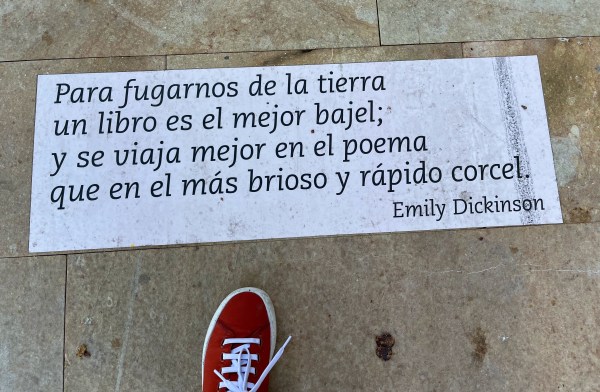 Para fugarnos de la tierra
un libro es el mejor bajel;
y se viaja mejor en el poema
que en el más brioso y rápido corcel.
Emily Dickinson